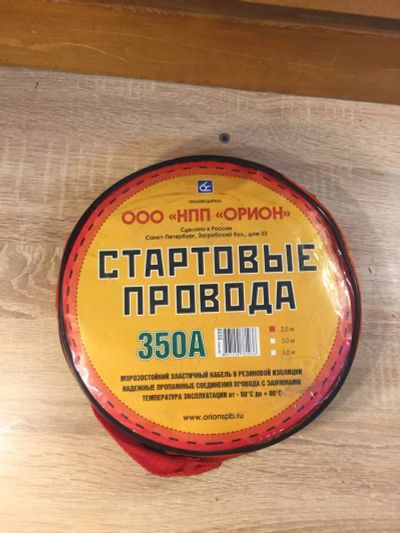 ПРОИЗВОДИТЕЛЬ
ООО «НПП «ОРИОН»
Сделано в России
Санкт-Петербург, Загребский бул., дом 33
СТАРТОВЫЕ
ПРОВОДА
350А
5039
2,5 м
3,0 м
3,5 м
МОРОЗОСТОЙКИЙ ЭЛАСТИЧНЫЙ КАБЕЛЬ В РЕЗИНОВОЙ ИЗОЛЯЦИИ
НАДЕЖНЫЕ ПРОПАЯННЫЕ СОЕДИНЕНИЯ ПРОВОДА С ЗАЖИМАМИ
ТЕМПЕРАТУРА ЭКСПЛУАТАЦИИ от - 50°С до + 80°С
www.orionspb.ru